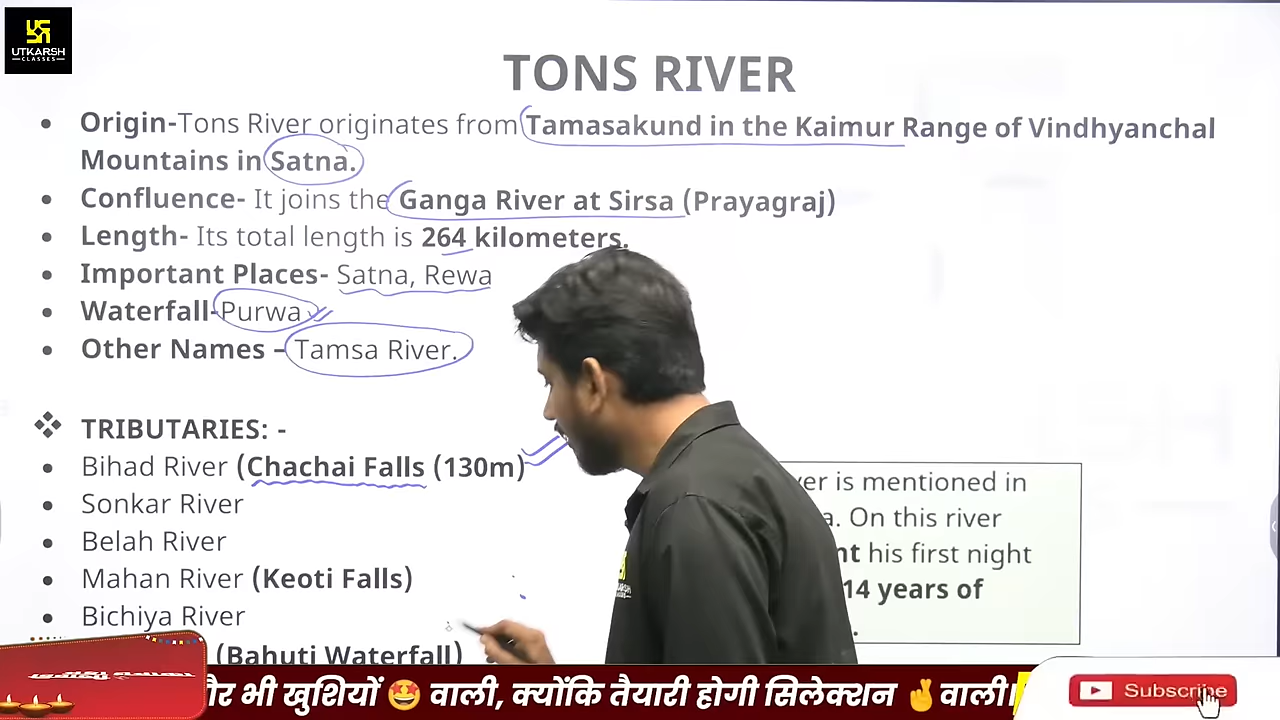 UTKARSH
CLASSES
TONS RIVER
• Origin-Tons River originates from Tamasakund in the Kaimur Range of Vindhyanchal
Mountains in Satna.
• Confluence- It joins the Ganga River at Sirsa (Prayagraj)
• Length- Its total length is 264 kilometers.
• Important Places- Satna, Rewa
• Waterfall-Purwa
• Other Names – Tamsa River.
❖ TRIBUTARIES: -
• Bihad River (Chachai Falls (130m)
• Sonkar River
• Belah River
• Mahan River (Keoti Falls)
• Bichiya River
(Bahuti Waterfall)
is mentioned in
On this river
his first night
14 years of
भी खुशियों 🤩 वाली, क्योंकि तैयारी होगी सिलेक्शन 🤞वाली।
Subscribe